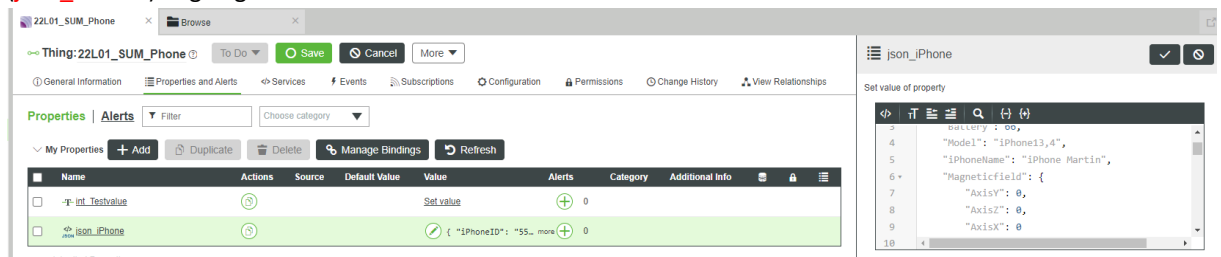 22L01_SUM_Phone × Browse ×
Thing: 22L01_SUM_Phone To Do Save Cancel More
General Information Properties and Alerts Services Events Subscriptions Configuration Permissions Change History View Relationships
Properties | Alerts Filter Choose category
My Properties + Add Duplicate Delete Manage Bindings Refresh
Name Actions Source Default Value Value Alerts Category Additional Info
int_Testvalue Set value 0
JSON json_iPhone { "iPhoneID": "55... more 0
json_iPhone
Set value of property
3 "Battery": 66,
4 "Model": "iPhone13,4",
5 "iPhoneName": "iPhone Martin",
6 "Magneticfield": {
7 "AxisY": 0,
8 "AxisZ": 0,
9 "AxisX": 0
10